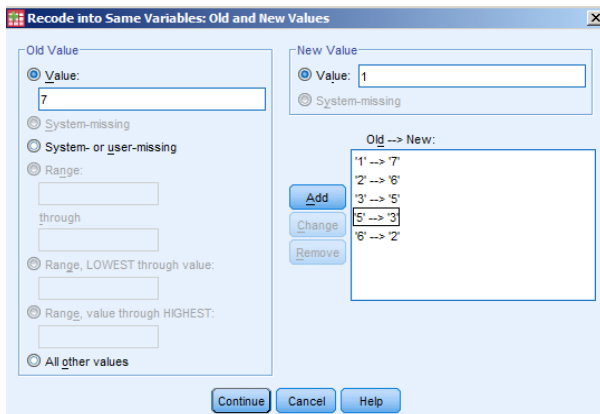 Recode into Same Variables: Old and New Values
Old Value
Value:
7
System-missing
System- or user-missing
Range:
through
Range, LOWEST through value:
Range, value through HIGHEST:
All other values
New Value
Value: 1
System-missing
Old --> New:
'1' --> '7'
'2' --> '6'
'3' --> '5'
'5' --> '3'
'6' --> '2'
Add
Change
Remove
Continue Cancel Help